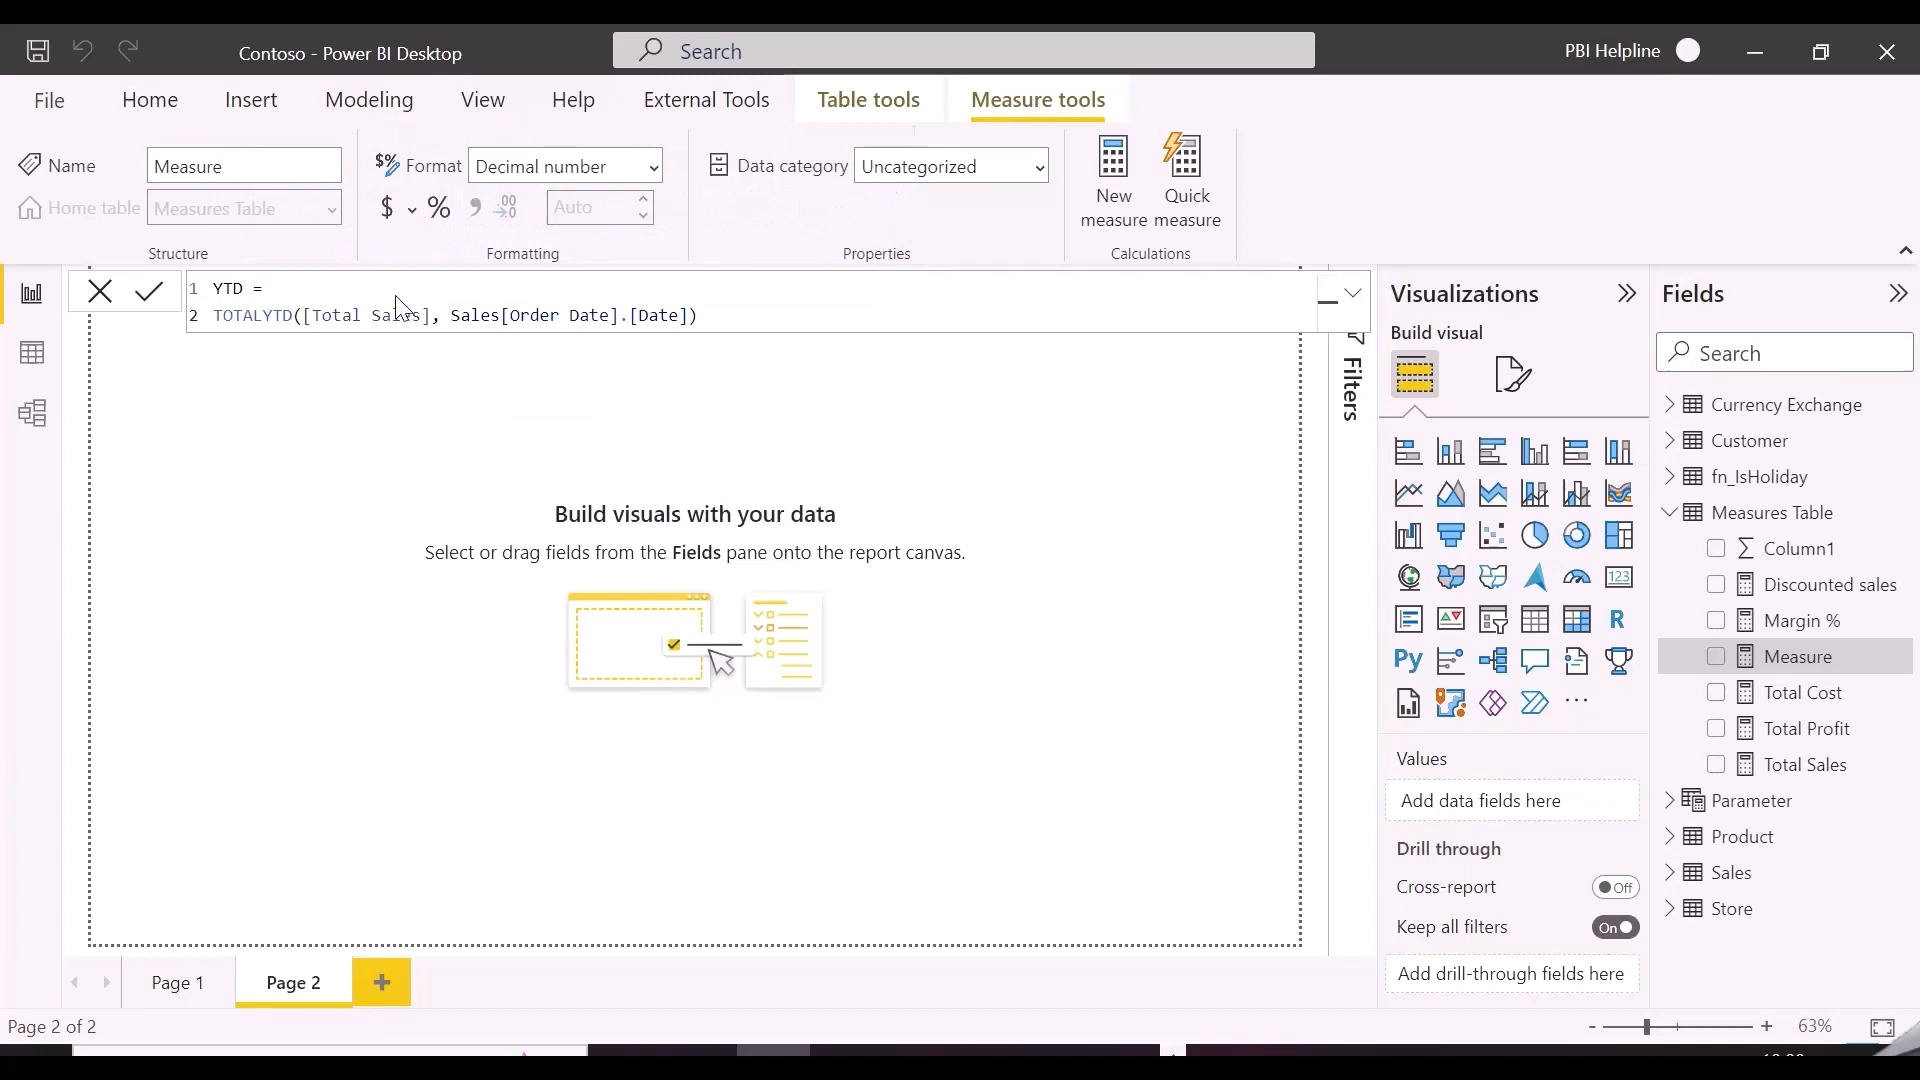 Contoso - Power BI Desktop
Search
PBI Helpline
File
Home
Insert
Modeling
View
Help
External Tools
Table tools
Measure tools
Name
Measure
Home table
Measures Table
Structure
$% Format
Decimal number
$
%
Auto
Formatting
Data category
Uncategorized
Properties
New
measure
Quick
measure
Calculations
1 YTD =
2 TOTALYTD([Total Sales], Sales[Order Date].[Date])
Build visuals with your data
Select or drag fields from the Fields pane onto the report canvas.
Filters
Visualizations
Build visual
123
R
Py
Values
Add data fields here
Drill through
Cross-report
Off
Keep all filters
On
Add drill-through fields here
Fields
Search
Currency Exchange
Customer
fn_IsHoliday
Measures Table
Column1
Discounted sales
Margin %
Measure
Total Cost
Total Profit
Total Sales
Parameter
Product
Sales
Store
Page 1
Page 2
Page 2 of 2
63%